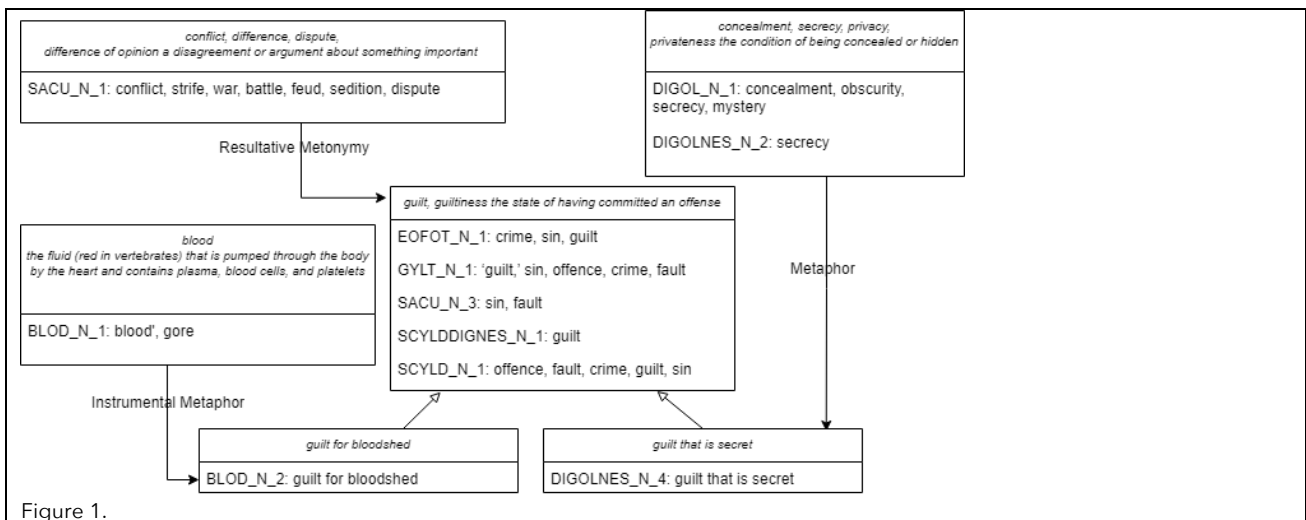 conflict, difference, dispute,
difference of opinion a disagreement or argument about something important
SACU_N_1: conflict, strife, war, battle, feud, sedition, dispute
concealment, secrecy, privacy,
privateness the condition of being concealed or hidden
DIGOL_N_1: concealment, obscurity,
secrecy, mystery
DIGOLNES_N_2: secrecy
Resultative Metonymy
guilt, guiltiness the state of having committed an offense
EOFOT_N_1: crime, sin, guilt
GYLT_N_1: 'guilt,' sin, offence, crime, fault
SACU_N_3: sin, fault
SCYLDDIGNES_N_1: guilt
SCYLD_N_1: offence, fault, crime, guilt, sin
blood
the fluid (red in vertebrates) that is pumped through the body
by the heart and contains plasma, blood cells, and platelets
BLOD_N_1: blood', gore
Metaphor
Instrumental Metaphor
guilt for bloodshed
BLOD_N_2: guilt for bloodshed
guilt that is secret
DIGOLNES_N_4: guilt that is secret
Figure 1.